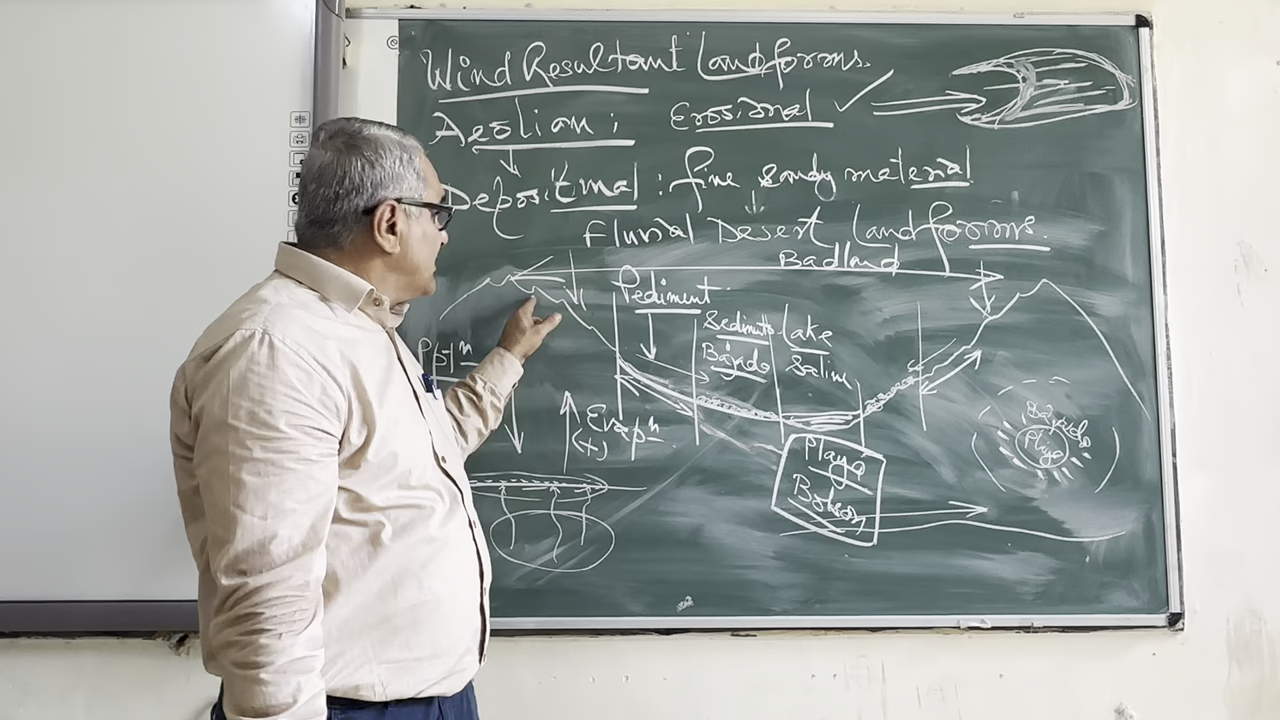 Wind Resultant Landforms.
Aeolian: Erosional ✓
Depositional : fine sandy material
Fluvial Desert Landforms.
Badland
Pediment
Sediments Lake
Bajada Saline
Pptn
Evapn
(+)
Bajada
Playa
Playa
Bolson